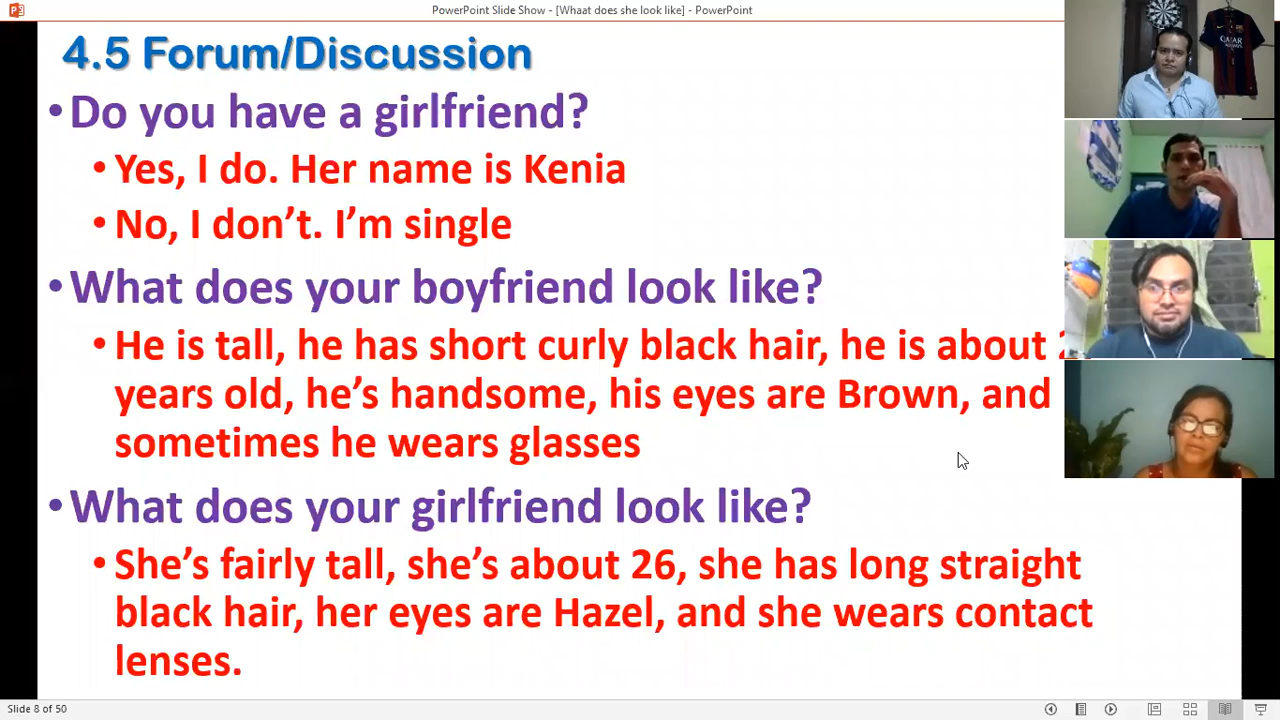 PowerPoint Slide Show - [Whaat does she look like] - PowerPoint
4.5 Forum/Discussion
•Do you have a girlfriend?
•Yes, I do. Her name is Kenia
•No, I don't. I'm single
•What does your boyfriend look like?
•He is tall, he has short curly black hair, he is about
years old, he's handsome, his eyes are Brown, and
sometimes he wears glasses
•What does your girlfriend look like?
•She's fairly tall, she's about 26, she has long straight
black hair, her eyes are Hazel, and she wears contact
lenses.
QATAR
Slide 8 of 50